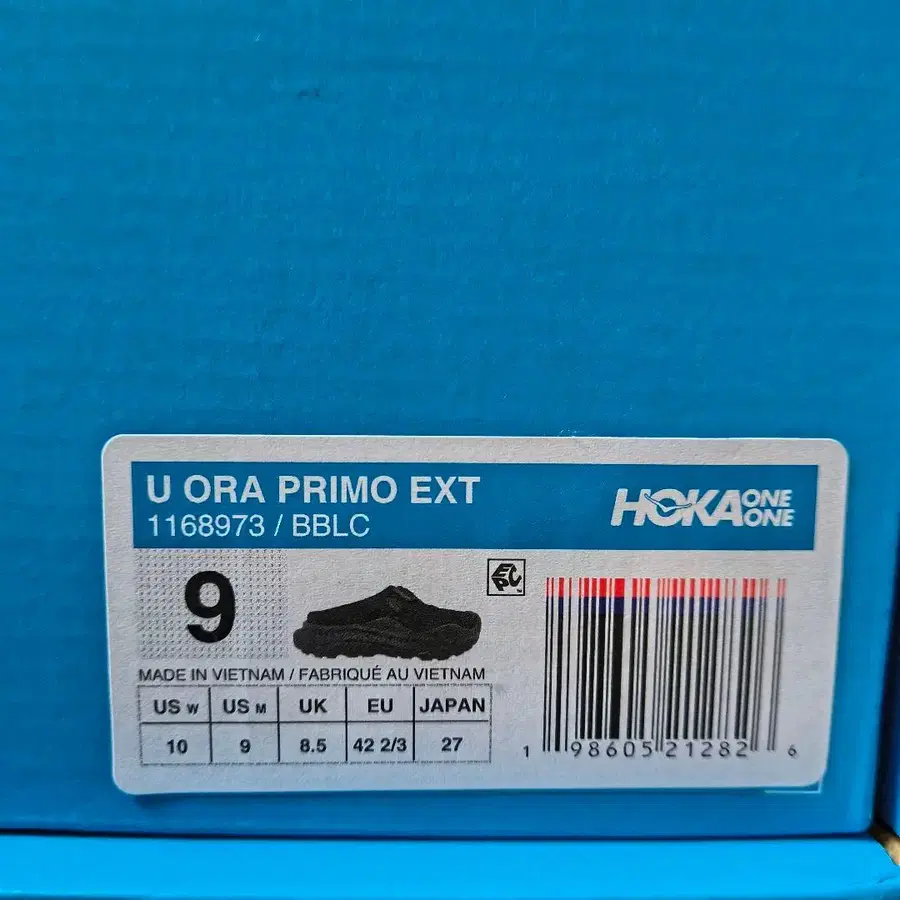 U ORA PRIMO EXT
1168973 / BBLC
HOKA ONE ONE
9
EPC
MADE IN VIETNAM / FABRIQUÉ AU VIETNAM
US W US M UK EU JAPAN
10 9 8.5 42 2/3 27
1 98605 21282 6